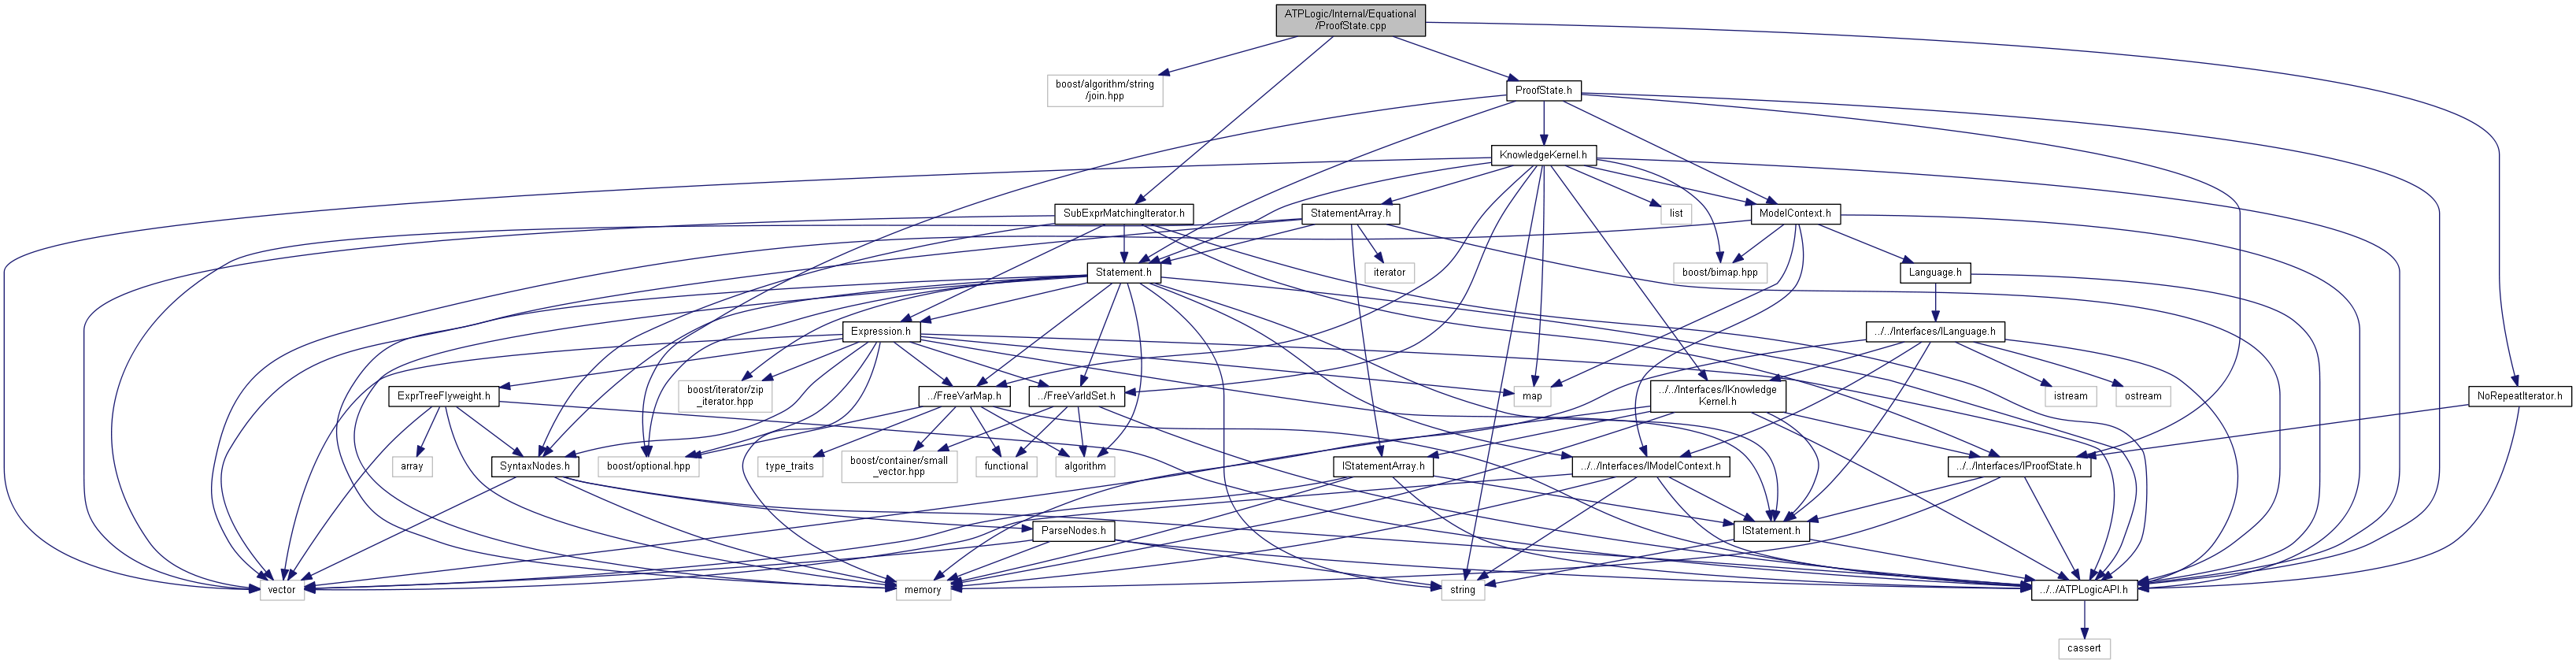 ATPLogic/Internal/Equational
/ProofState.cpp
boost/algorithm/string
/join.hpp
ProofState.h
KnowledgeKernel.h
SubExprMatchingIterator.h
StatementArray.h
list
ModelContext.h
Statement.h
iterator
boost/bimap.hpp
Language.h
Expression.h
../../Interfaces/ILanguage.h
ExprTreeFlyweight.h
boost/iterator/zip
_iterator.hpp
../FreeVarMap.h
../FreeVarIdSet.h
map
../../Interfaces/IKnowledge
Kernel.h
istream
ostream
NoRepeatIterator.h
array
SyntaxNodes.h
boost/optional.hpp
type_traits
boost/container/small
_vector.hpp
functional
algorithm
IStatementArray.h
../../Interfaces/IModelContext.h
../../Interfaces/IProofState.h
ParseNodes.h
IStatement.h
vector
memory
string
../../ATPLogicAPI.h
cassert